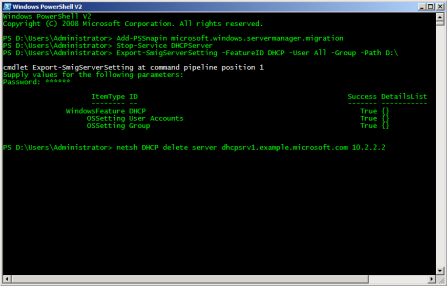 Windows PowerShell V2
Windows PowerShell V2
Copyright (C) 2008 Microsoft Corporation. All rights reserved.
PS D:\Users\Administrator> Add-PSSnapin microsoft.windows.servermanager.migration
PS D:\Users\Administrator> Stop-Service DHCPServer
PS D:\Users\Administrator> Export-SmigServerSetting -FeatureID DHCP -User All -Group -Path D:\
cmdlet Export-SmigServerSetting at command pipeline position 1
Supply values for the following parameters:
Password: ******
ItemType ID Success DetailsList
-------- -- ------- -----------
WindowsFeature DHCP True {}
OSSetting User Accounts True {}
OSSetting Group True {}
PS D:\Users\Administrator> netsh DHCP delete server dhcpsrv1.example.microsoft.com 10.2.2.2